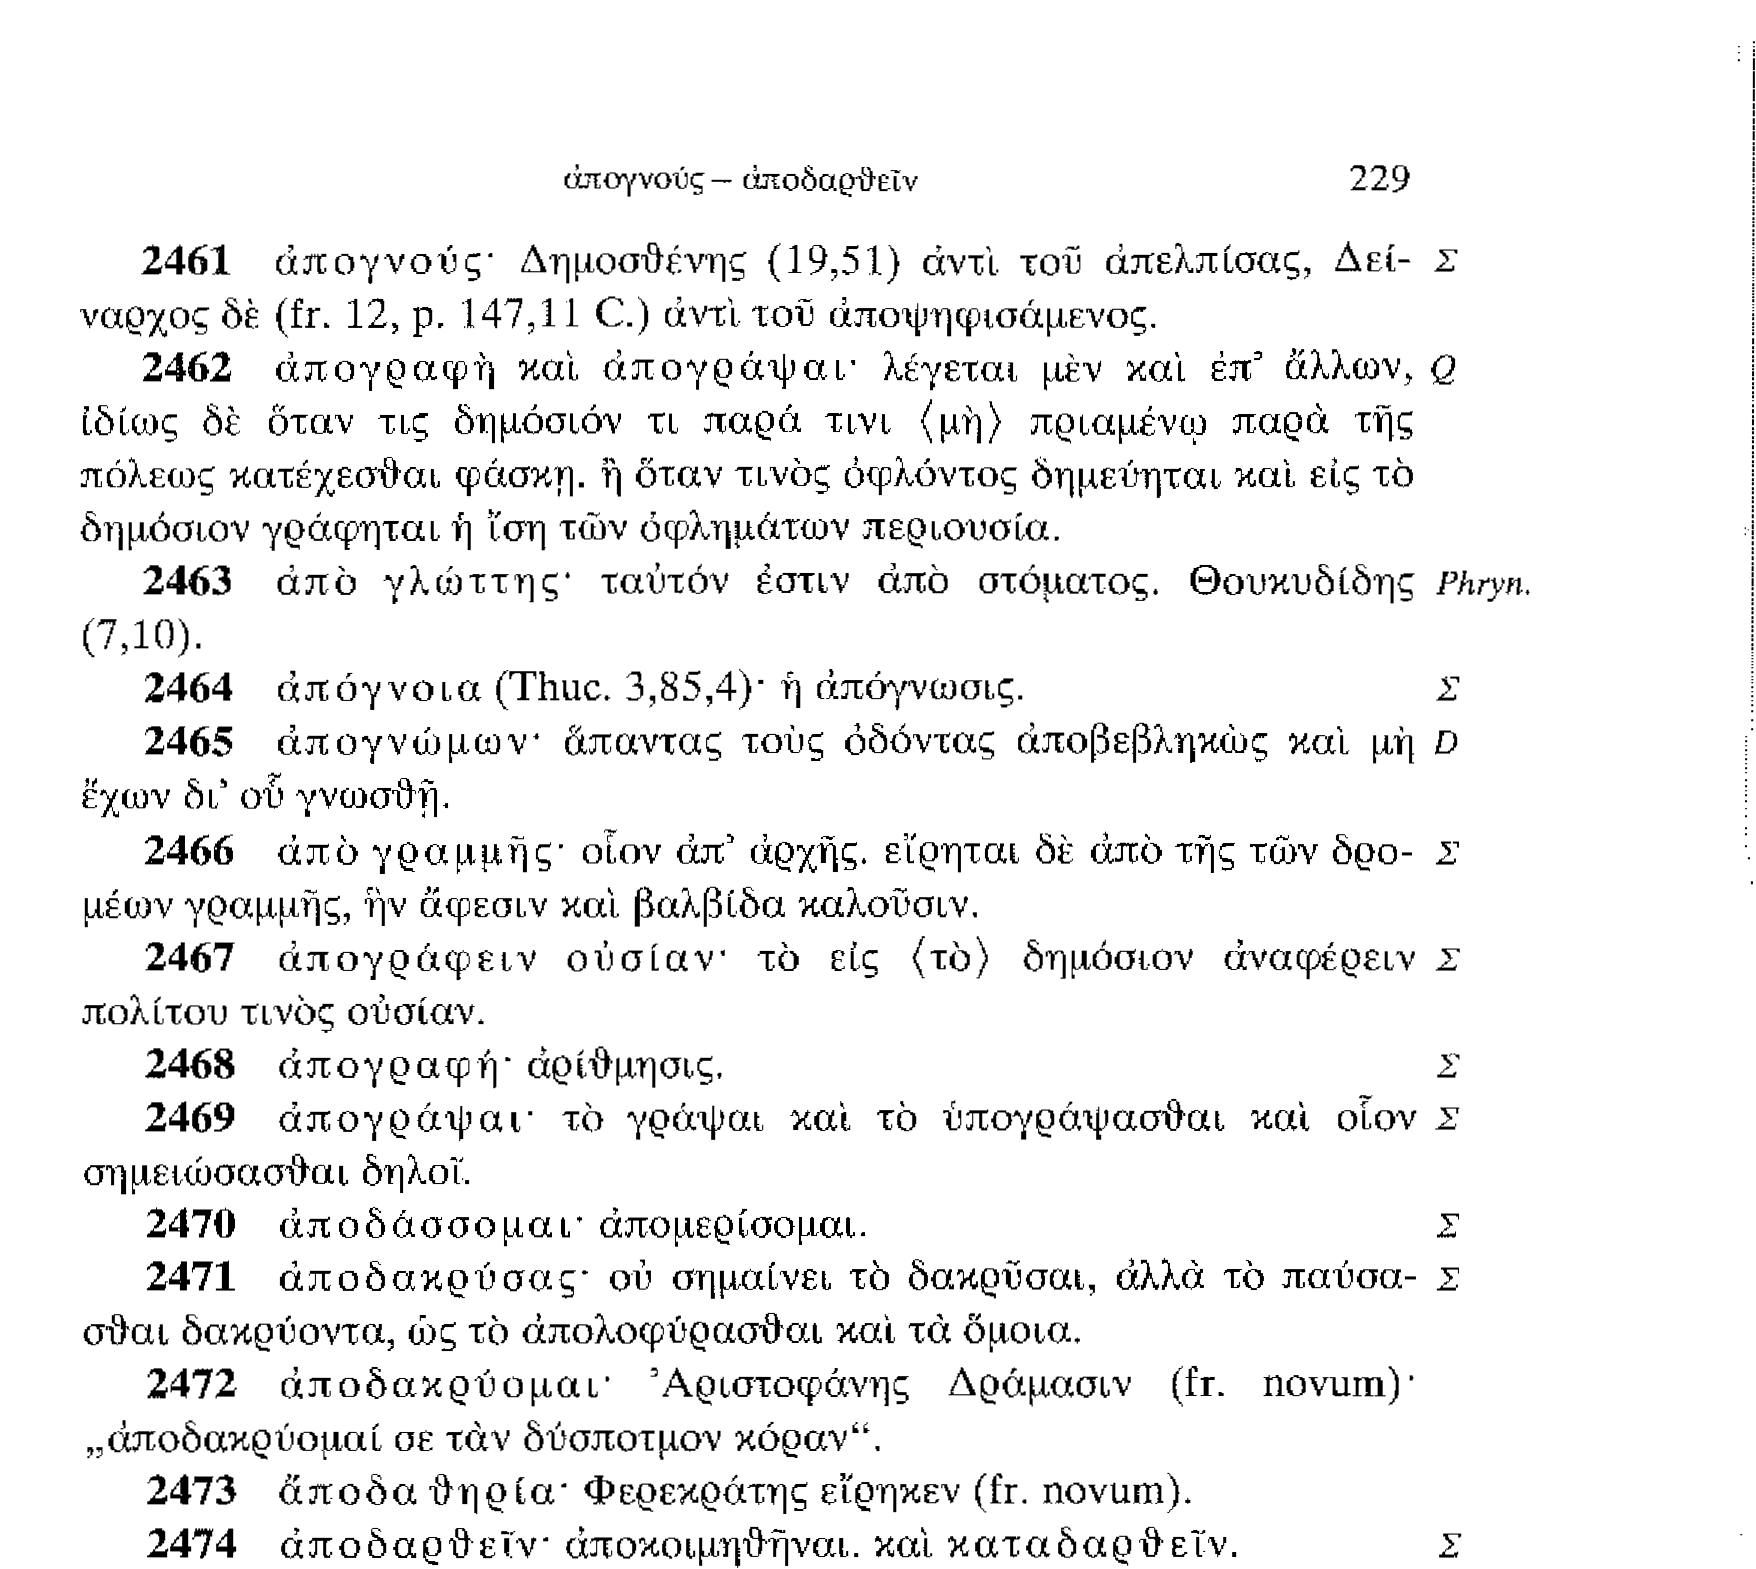 ἀπογνούς – ἀποδαρθεῖν 229
2461 ἀπογνούς· Δημοσθένης (19,51) ἀντὶ τοῦ ἀπελπίσας, Δεί- Σ
ναρχος δὲ (fr. 12, p. 147,11 C.) ἀντὶ τοῦ ἀποψηφισάμενος.
2462 ἀπογραφὴ καὶ ἀπογράψαι· λέγεται μὲν καὶ ἐπ’ ἄλλων, Q
ἰδίως δὲ ὅταν τις δημόσιόν τι παρά τινι ⟨μὴ⟩ πριαμένῳ παρὰ τῆς
πόλεως κατέχεσθαι φάσκῃ. ἢ ὅταν τινὸς ὀφλόντος δημεύηται καὶ εἰς τὸ
δημόσιον γράφηται ἡ ἴση τῶν ὀφλημάτων περιουσία.
2463 ἀπὸ γλώττης· ταὐτόν ἐστιν ἀπὸ στόματος. Θουκυδίδης Phryn.
(7,10).
2464 ἀπόγνοια (Thuc. 3,85,4)· ἡ ἀπόγνωσις. Σ
2465 ἀπογνώμων· ἅπαντας τοὺς ὀδόντας ἀποβεβληκὼς καὶ μὴ D
ἔχων δι’ οὗ γνωσθῇ.
2466 ἀπὸ γραμμῆς· οἷον ἀπ’ ἀρχῆς. εἴρηται δὲ ἀπὸ τῆς τῶν δρο- Σ
μέων γραμμῆς, ἣν ἄφεσιν καὶ βαλβίδα καλοῦσιν.
2467 ἀπογράφειν οὐσίαν· τὸ εἰς ⟨τὸ⟩ δημόσιον ἀναφέρειν Σ
πολίτου τινὸς οὐσίαν.
2468 ἀπογραφή· ἀρίθμησις. Σ
2469 ἀπογράψαι· τὸ γράψαι καὶ τὸ ὑπογράψασθαι καὶ οἷον Σ
σημειώσασθαι δηλοῖ.
2470 ἀποδάσσομαι· ἀπομερίσομαι. Σ
2471 ἀποδακρύσας· οὐ σημαίνει τὸ δακρῦσαι, ἀλλὰ τὸ παύσα- Σ
σθαι δακρύοντα, ὡς τὸ ἀπολοφύρασθαι καὶ τὰ ὅμοια.
2472 ἀποδακρύομαι· Ἀριστοφάνης Δράμασιν (fr. novum)·
„ἀποδακρύομαί σε τὰν δύσποτμον κόραν“.
2473 ἄποδα θηρία· Φερεκράτης εἴρηκεν (fr. novum).
2474 ἀποδαρθεῖν· ἀποκοιμηθῆναι. καὶ καταδαρθεῖν. Σ